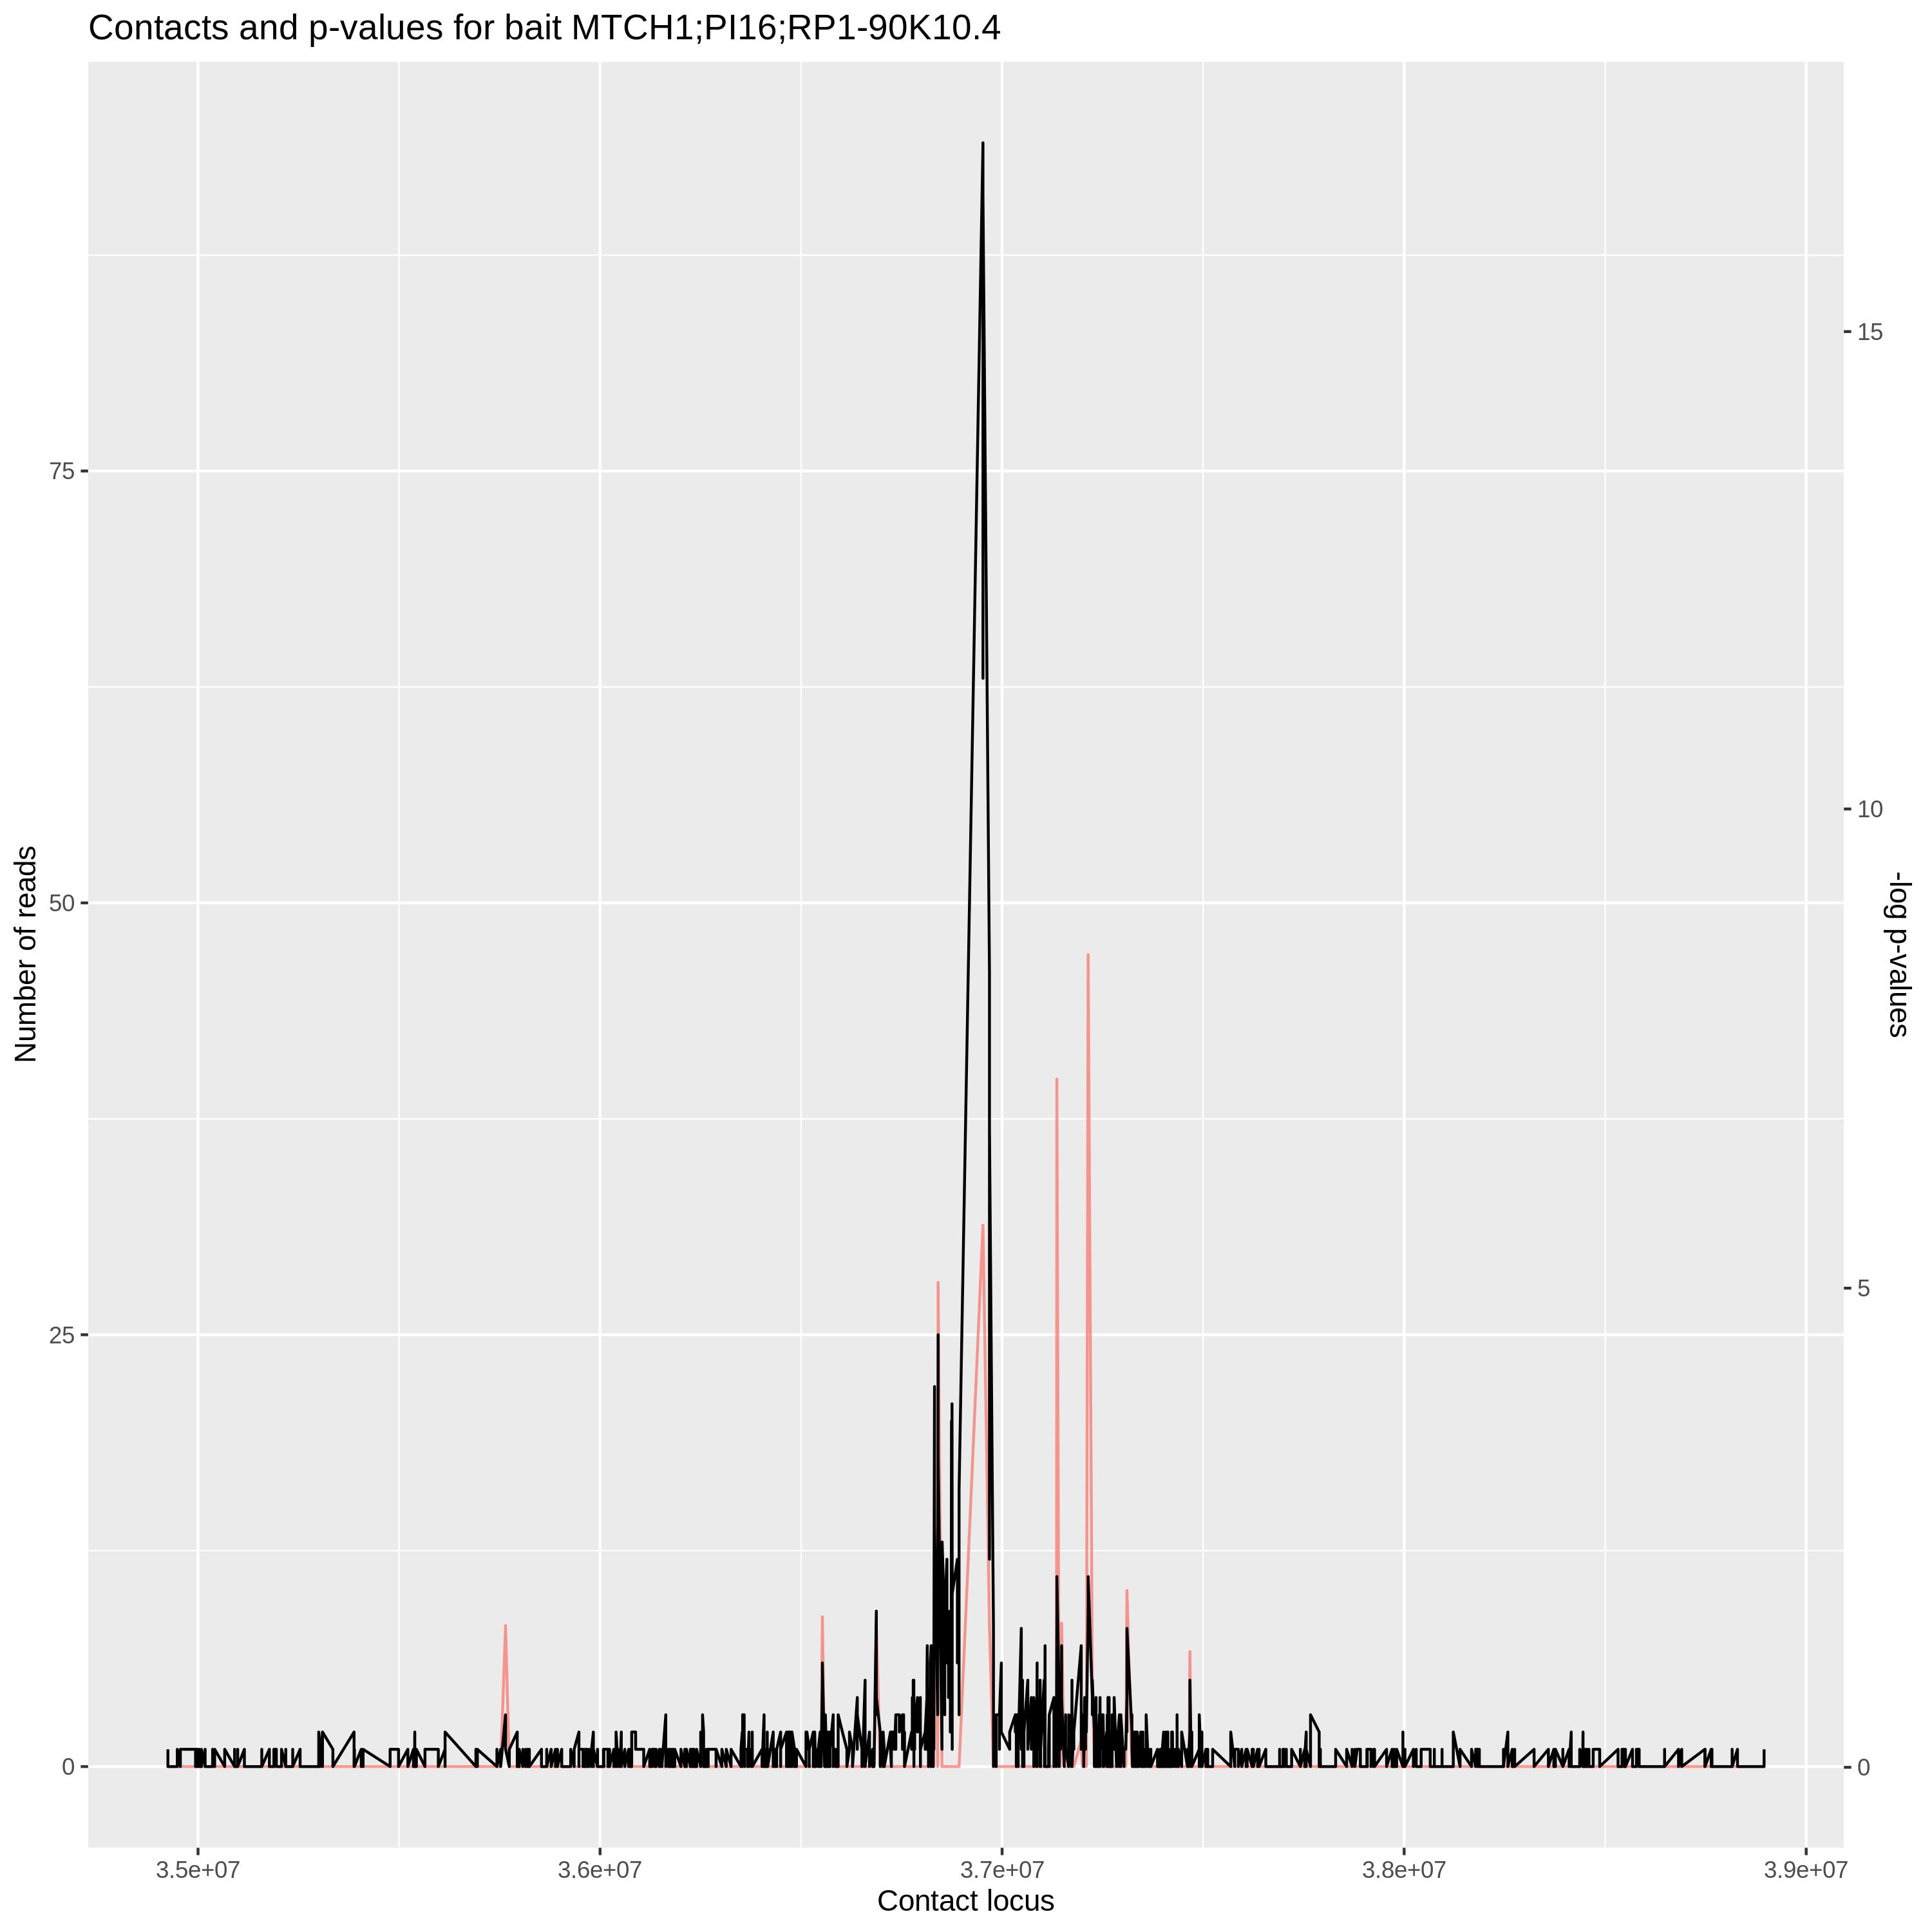 Contacts and p-values for bait MTCH1;PI16;RP1-90K10.4
Number of reads
75
50
25
0
15
10
5
0
-log p-values
3.5e+07 3.6e+07 3.7e+07 3.8e+07 3.9e+07
Contact locus